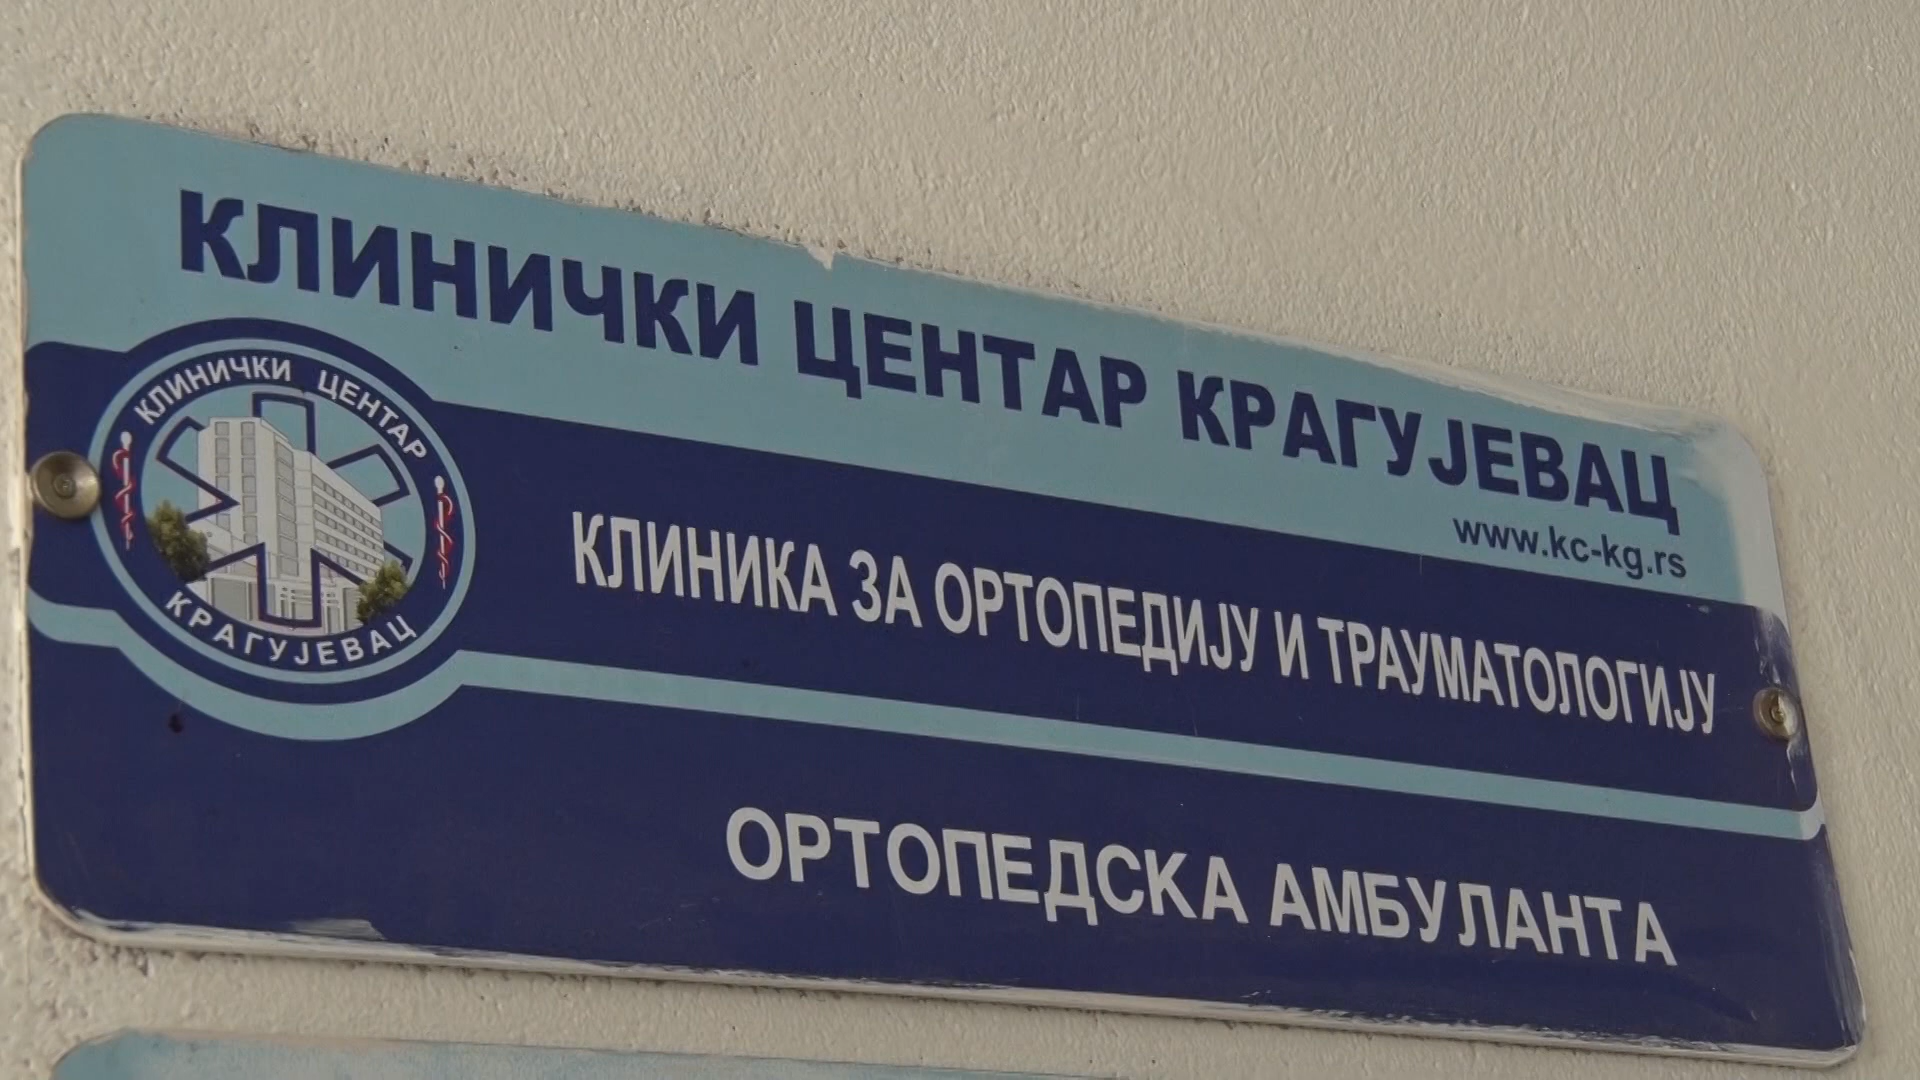 КЛИНИЧКИ ЦЕНТАР КРАГУЈЕВАЦ
www.kc-kg.rs
КЛИНИЧКИ ЦЕНТАР
КРАГУЈЕВАЦ
КЛИНИКА ЗА ОРТОПЕДИЈУ И ТРАУМАТОЛОГИЈУ
ОРТОПЕДСКА АМБУЛАНТА